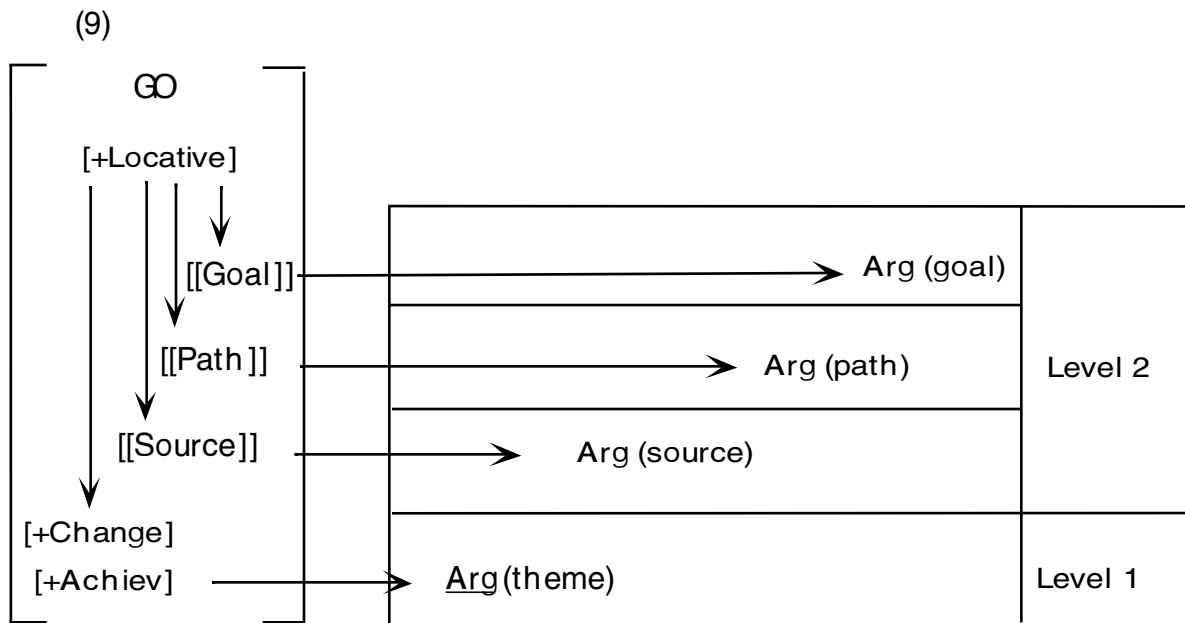 (9)
GO
[+Locative]
[[Goal]]
Arg (goal)
[[Path]]
Arg (path)
Level 2
[[Source]]
Arg (source)
[+Change]
[+Achiev]
Arg (theme)
Level 1